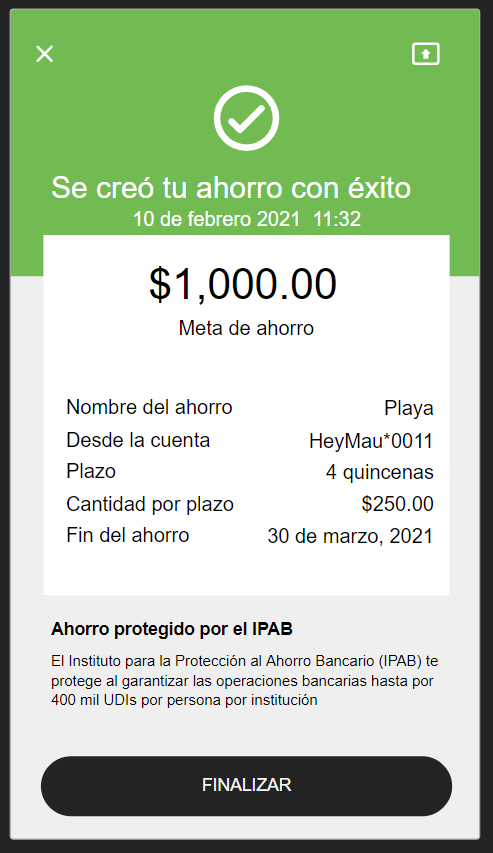 Se creó tu ahorro con éxito
10 de febrero 2021 11:32
$1,000.00
Meta de ahorro
Nombre del ahorro Playa
Desde la cuenta HeyMau*0011
Plazo 4 quincenas
Cantidad por plazo $250.00
Fin del ahorro 30 de marzo, 2021
Ahorro protegido por el IPAB
El Instituto para la Protección al Ahorro Bancario (IPAB) te
protege al garantizar las operaciones bancarias hasta por
400 mil UDIs por persona por institución
FINALIZAR